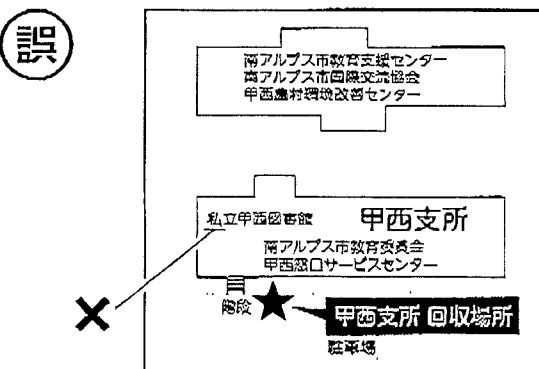 誤
南アルプス市教育支援センター
南アルプス市国際交流協会
甲西農村環境改善センター
私立甲西図書館
甲西支所
南アルプス市教育委員会
甲西窓口サービスセンター
階段
甲西支所 回収場所
駐車場